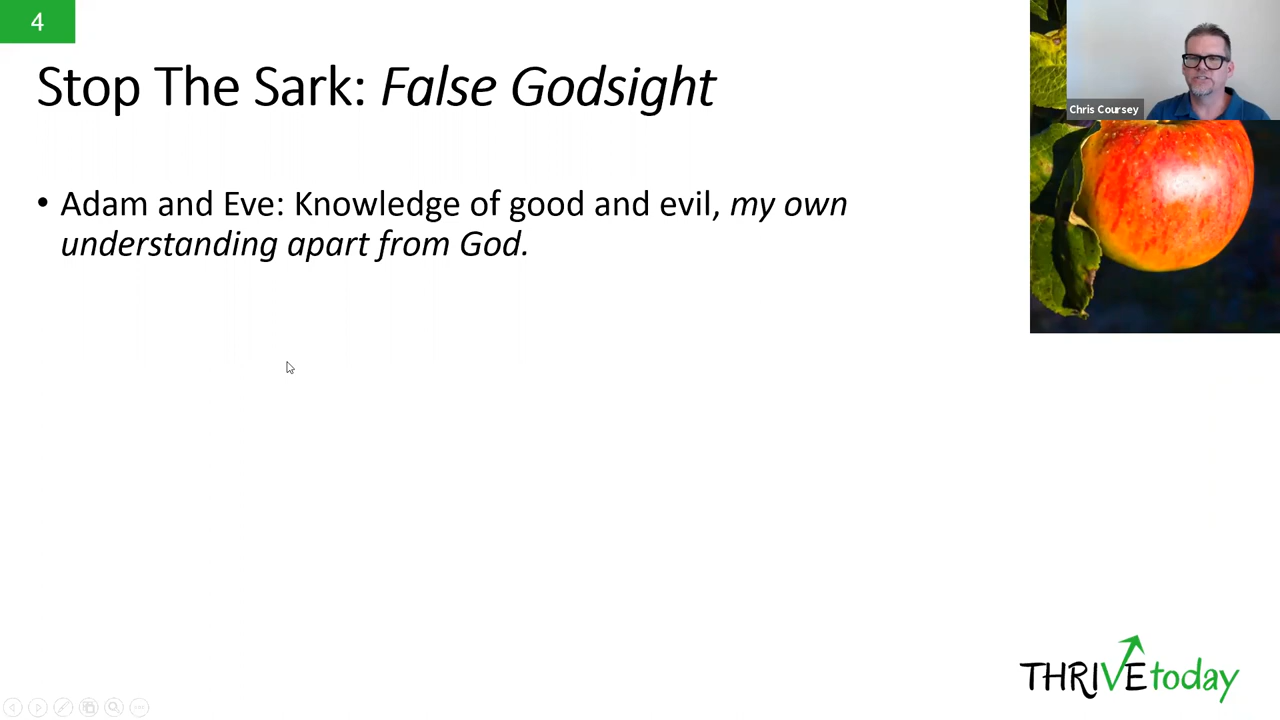 4
Stop The Sark: False Godsight
Chris Coursey
• Adam and Eve: Knowledge of good and evil, my own
understanding apart from God.
THRIVEtoday